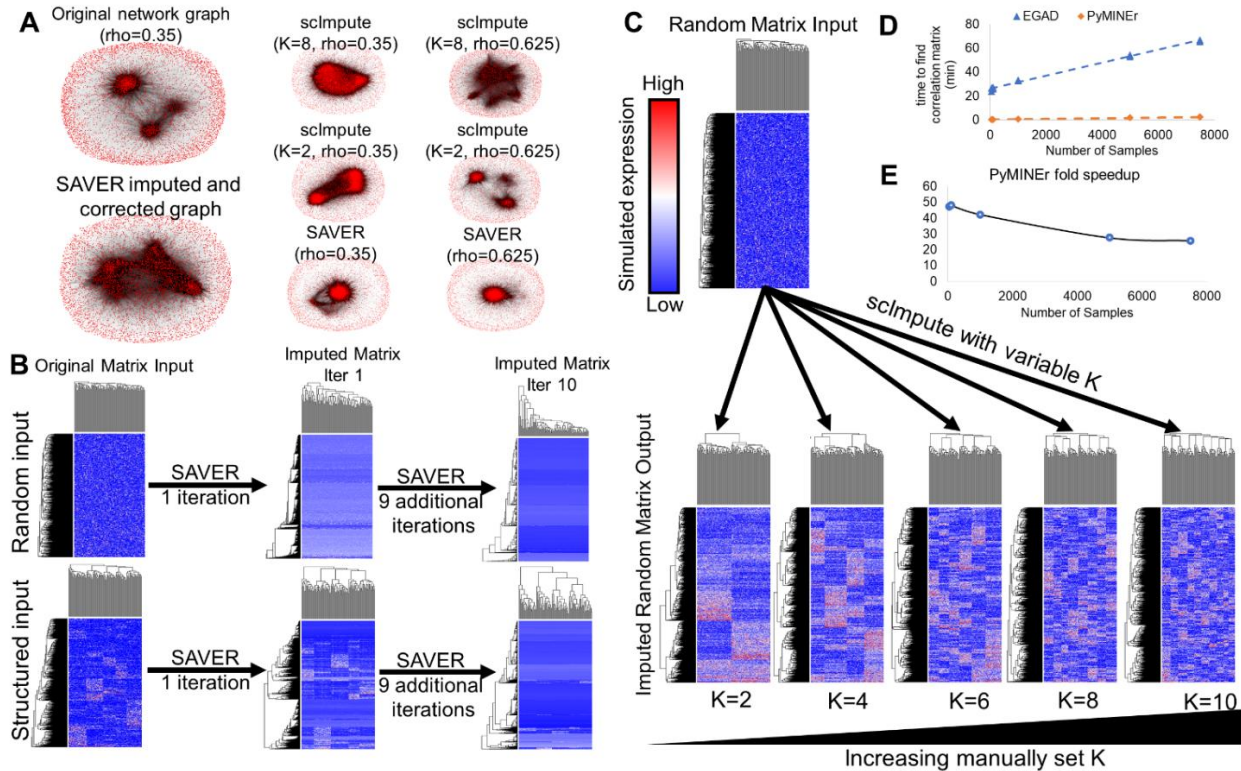 A
Original network graph
(rho=0.35)
scImpute
(K=8, rho=0.35)
scImpute
(K=8, rho=0.625)
SAVER imputed and
corrected graph
scImpute
(K=2, rho=0.35)
scImpute
(K=2, rho=0.625)
SAVER
(rho=0.35)
SAVER
(rho=0.625)
B
Original Matrix Input
Imputed Matrix
Iter 1
Imputed Matrix
Iter 10
Random input
SAVER
1 iteration
SAVER
9 additional
iterations
Structured input
SAVER
1 iteration
SAVER
9 additional
iterations
C
Random Matrix Input
High
Simulated expression
Low
scImpute with variable K
Imputed Random Matrix Output
K=2
K=4
K=6
K=8
K=10
Increasing manually set K
D
EGAD
PyMINEr
time to find
correlation matrix
(min)
80
60
40
20
0
0
2000
4000
6000
8000
Number of Samples
E
PyMINEr fold speedup
60
50
40
30
20
10
0
0
2000
4000
6000
8000
Number of Samples